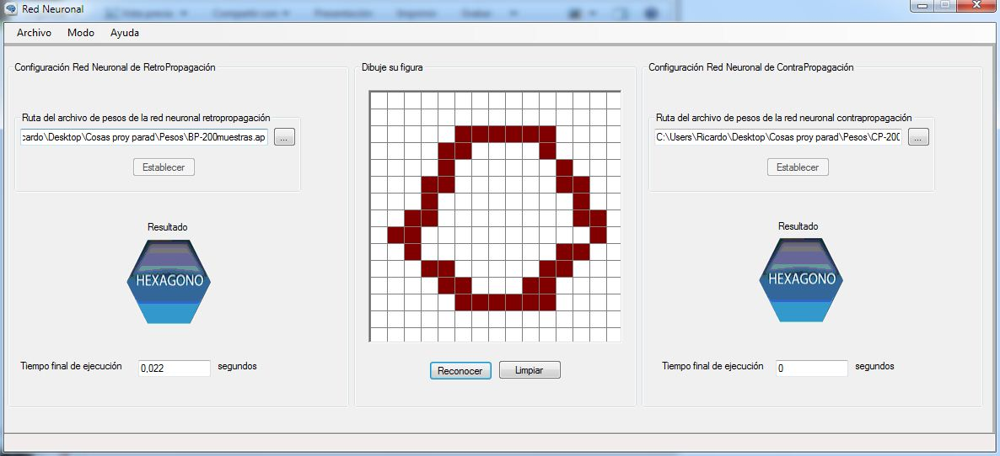 Red Neuronal
Archivo Modo Ayuda
Configuración Red Neuronal de RetroPropagación
Ruta del archivo de pesos de la red neuronal retropropagación
cardo\Desktop\Cosas proy parad\Pesos\BP-200muestras.ap ...
Establecer
Resultado
HEXAGONO
Tiempo final de ejecución 0,022 segundos
Dibuje su figura
Reconocer Limpiar
Configuración Red Neuronal de ContraPropagación
Ruta del archivo de pesos de la red neuronal contrapropagación
C:\Users\Ricardo\Desktop\Cosas proy parad\Pesos\CP-200 ...
Establecer
Resultado
HEXAGONO
Tiempo final de ejecución 0 segundos